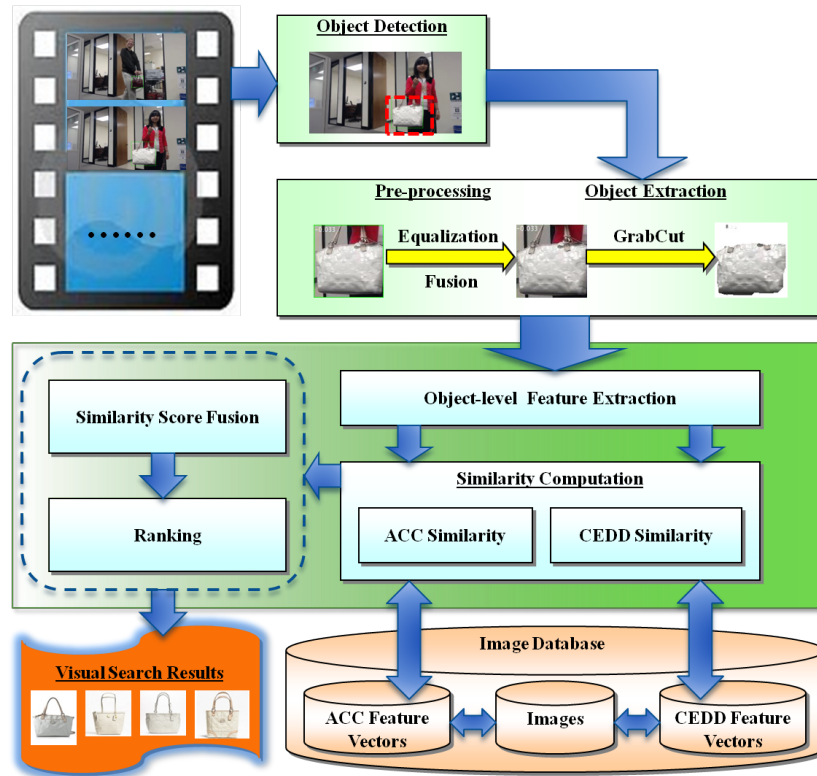 Object Detection
Pre-processing
Object Extraction
-0.033
-0.033
Equalization
Fusion
GrabCut
Object-level Feature Extraction
Similarity Score Fusion
Similarity Computation
ACC Similarity
CEDD Similarity
Ranking
Visual Search Results
Image Database
ACC Feature
Vectors
Images
CEDD Feature
Vectors